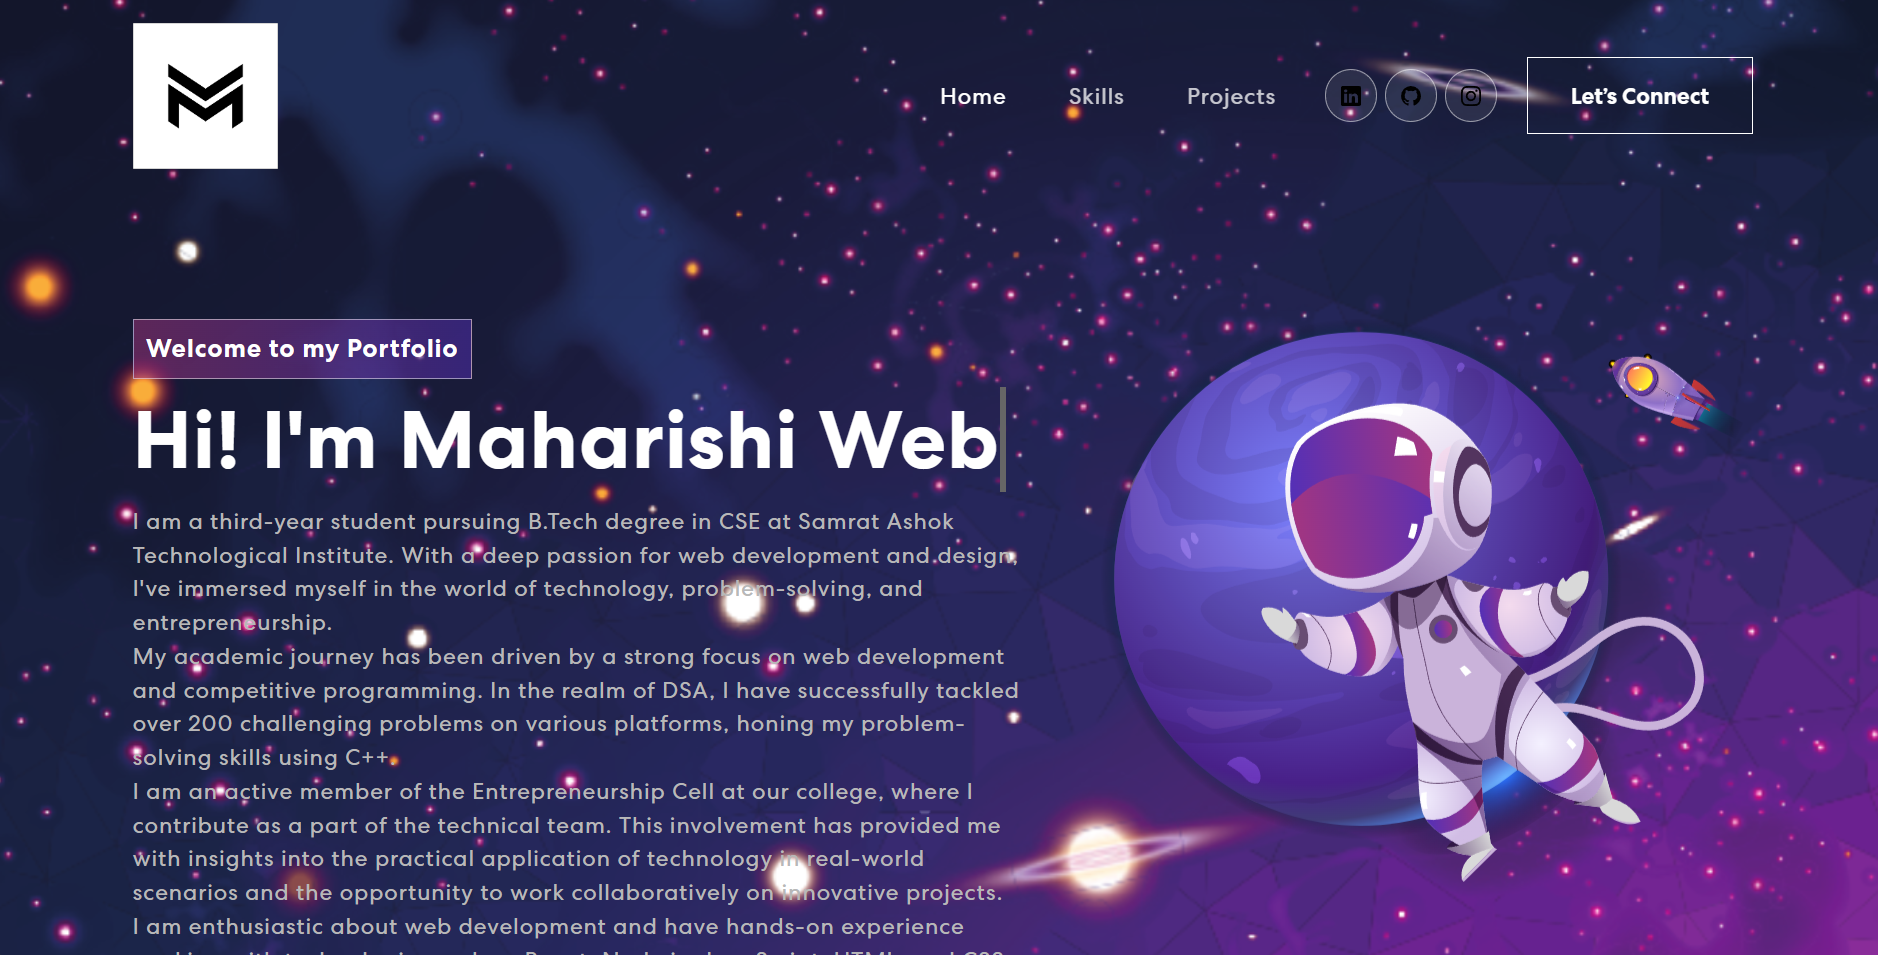 Home Skills Projects Let's Connect
Welcome to my Portfolio
Hi! I'm Maharishi Web
I am a third-year student pursuing B.Tech degree in CSE at Samrat Ashok
Technological Institute. With a deep passion for web development and design,
I've immersed myself in the world of technology, problem-solving, and
entrepreneurship.
My academic journey has been driven by a strong focus on web development
and competitive programming. In the realm of DSA, I have successfully tackled
over 200 challenging problems on various platforms, honing my problem-
solving skills using C++.
I am an active member of the Entrepreneurship Cell at our college, where I
contribute as a part of the technical team. This involvement has provided me
with insights into the practical application of technology in real-world
scenarios and the opportunity to work collaboratively on innovative projects.
I am enthusiastic about web development and have hands-on experience